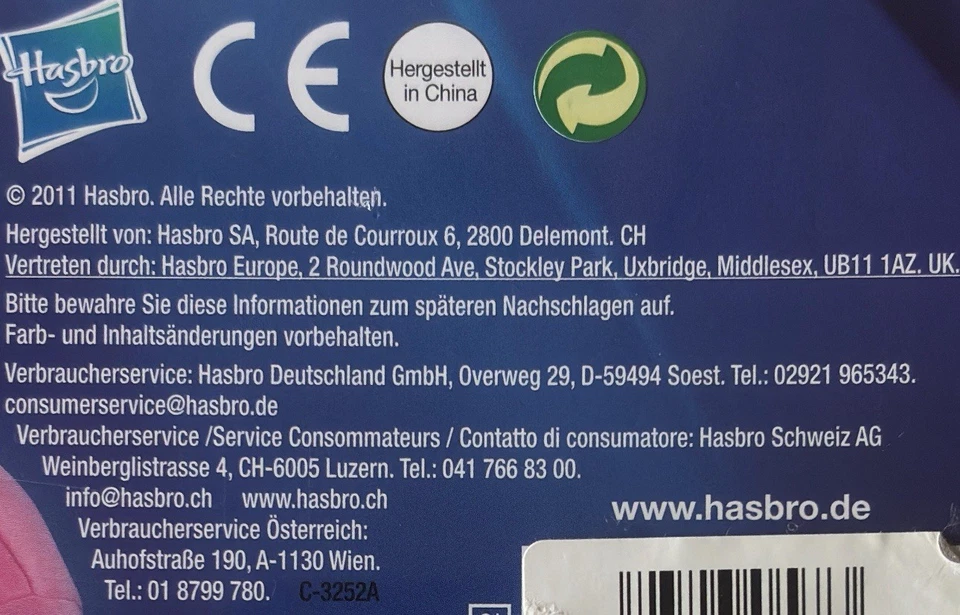 Hasbro
CE
Hergestellt
in China
© 2011 Hasbro. Alle Rechte vorbehalten.
Hergestellt von: Hasbro SA, Route de Courroux 6, 2800 Delemont. CH
Vertreten durch: Hasbro Europe, 2 Roundwood Ave, Stockley Park, Uxbridge, Middlesex, UB11 1AZ. UK.
Bitte bewahre Sie diese Informationen zum späteren Nachschlagen auf.
Farb- und Inhaltsänderungen vorbehalten.
Verbraucherservice: Hasbro Deutschland GmbH, Overweg 29, D-59494 Soest. Tel.: 02921 965343.
consumerservice@hasbro.de
Verbraucherservice /Service Consommateurs / Contatto di consumatore: Hasbro Schweiz AG
Weinberglistrasse 4, CH-6005 Luzern. Tel.: 041 766 83 00.
info@hasbro.ch www.hasbro.ch
www.hasbro.de
Verbraucherservice Österreich:
Auhofstraße 190, A-1130 Wien.
Tel.: 01 8799 780. C-3252A